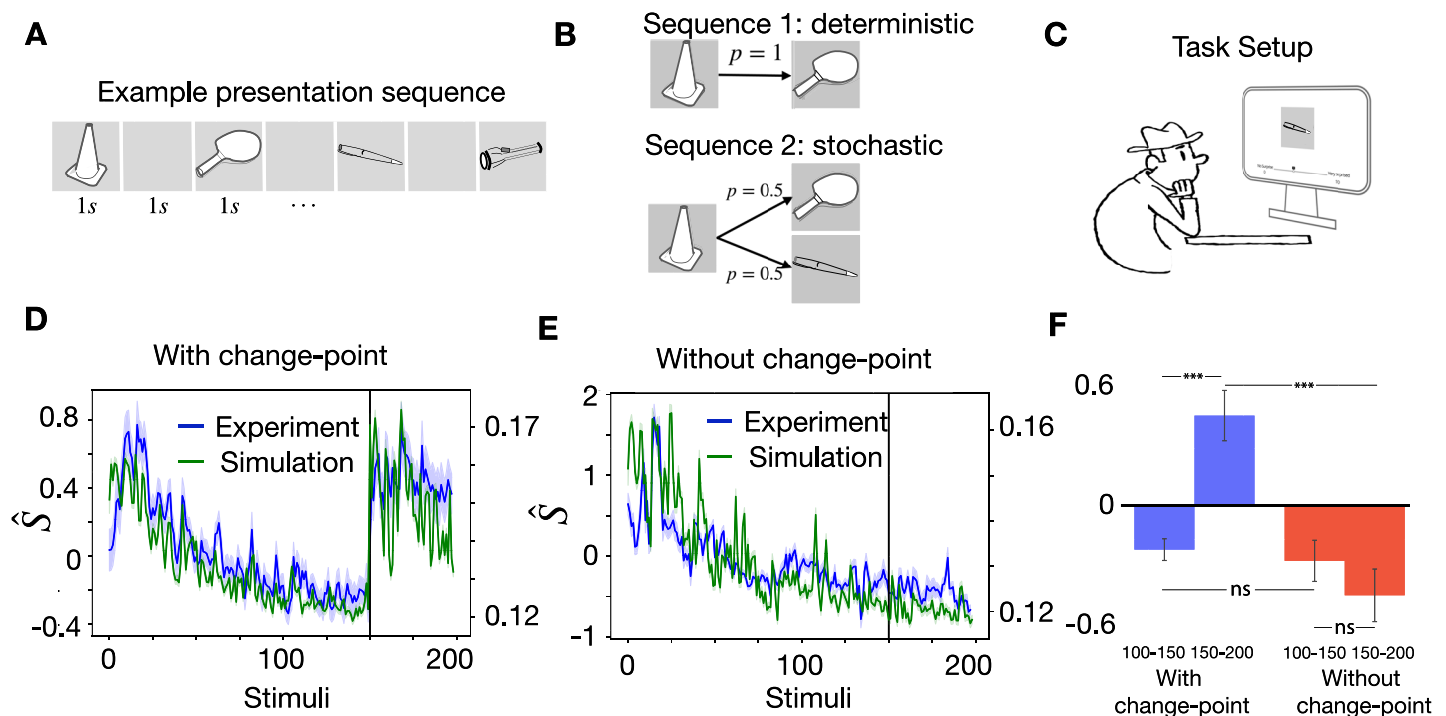 A
Example presentation sequence
1s 1s 1s ...
B
Sequence 1: deterministic
p = 1
Sequence 2: stochastic
p = 0.5
p = 0.5
C
Task Setup
D
With change-point
Experiment
Simulation
Ŝ
0.8
0.4
0
-0.4
0.17
0.12
0 100 200
Stimuli
E
Without change-point
Experiment
Simulation
Ŝ
2
1
0
-1
0.16
0.12
0 100 200
Stimuli
F
0.6
0
-0.6
***
***
ns
ns
100-150 150-200 100-150 150-200
With Without
change-point change-point